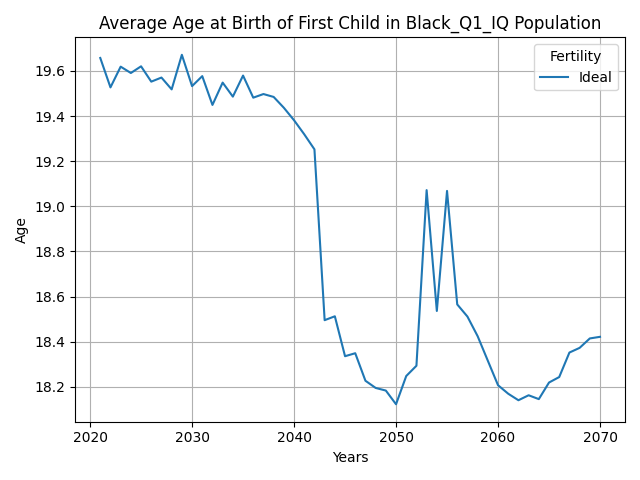 Average Age at Birth of First Child in Black_Q1_IQ Population
Fertility
Ideal
19.6
19.4
19.2
19.0
18.8
18.6
18.4
18.2
Age
2020 2030 2040 2050 2060 2070
Years